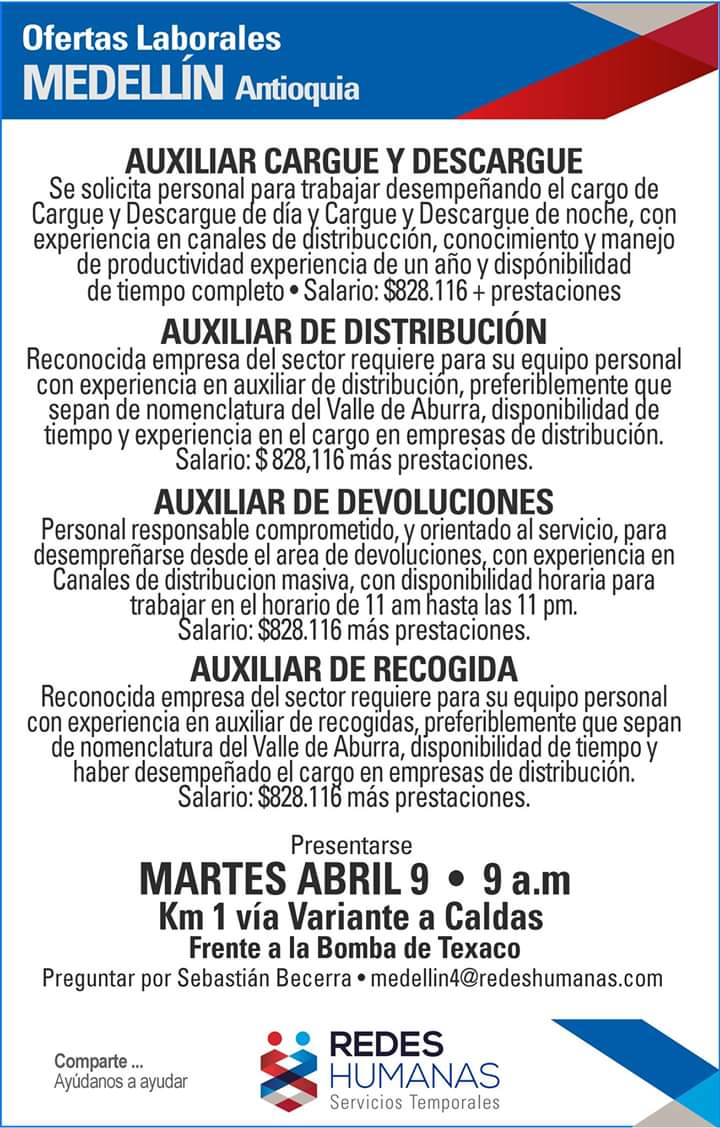 Ofertas Laborales
MEDELLÍN Antioquia
AUXILIAR CARGUE Y DESCARGUE
Se solicita personal para trabajar desempeñando el cargo de
Cargue y Descargue de día y Cargue y Descargue de noche, con
experiencia en canales de distribucción, conocimiento y manejo
de productividad experiencia de un año y dispónibilidad
de tiempo completo • Salario: $828.116 + prestaciones
AUXILIAR DE DISTRIBUCIÓN
Reconocida empresa del sector requiere para su equipo personal
con experiencia en auxiliar de distribución, preferiblemente que
sepan de nomenclatura del Valle de Aburra, disponibilidad de
tiempo y experiencia en el cargo en empresas de distribución.
Salario: $ 828,116 más prestaciones.
AUXILIAR DE DEVOLUCIONES
Personal responsable comprometido, y orientado al servicio, para
desempreñarse desde el area de devoluciones, con experiencia en
Canales de distribucion masiva, con disponibilidad horaria para
trabajar en el horario de 11 am hasta las 11 pm.
Salario: $828.116 más prestaciones.
AUXILIAR DE RECOGIDA
Reconocida empresa del sector requiere para su equipo personal
con experiencia en auxiliar de recogidas, preferiblemente que sepan
de nomenclatura del Valle de Aburra, disponibilidad de tiempo y
haber desempeñado el cargo en empresas de distribución.
Salario: $828.116 más prestaciones.
Presentarse
MARTES ABRIL 9 • 9 a.m
Km 1 vía Variante a Caldas
Frente a la Bomba de Texaco
Preguntar por Sebastián Becerra • medellin4@redeshumanas.com
Comparte ...
Ayúdanos a ayudar
REDES
HUMANAS
Servicios Temporales